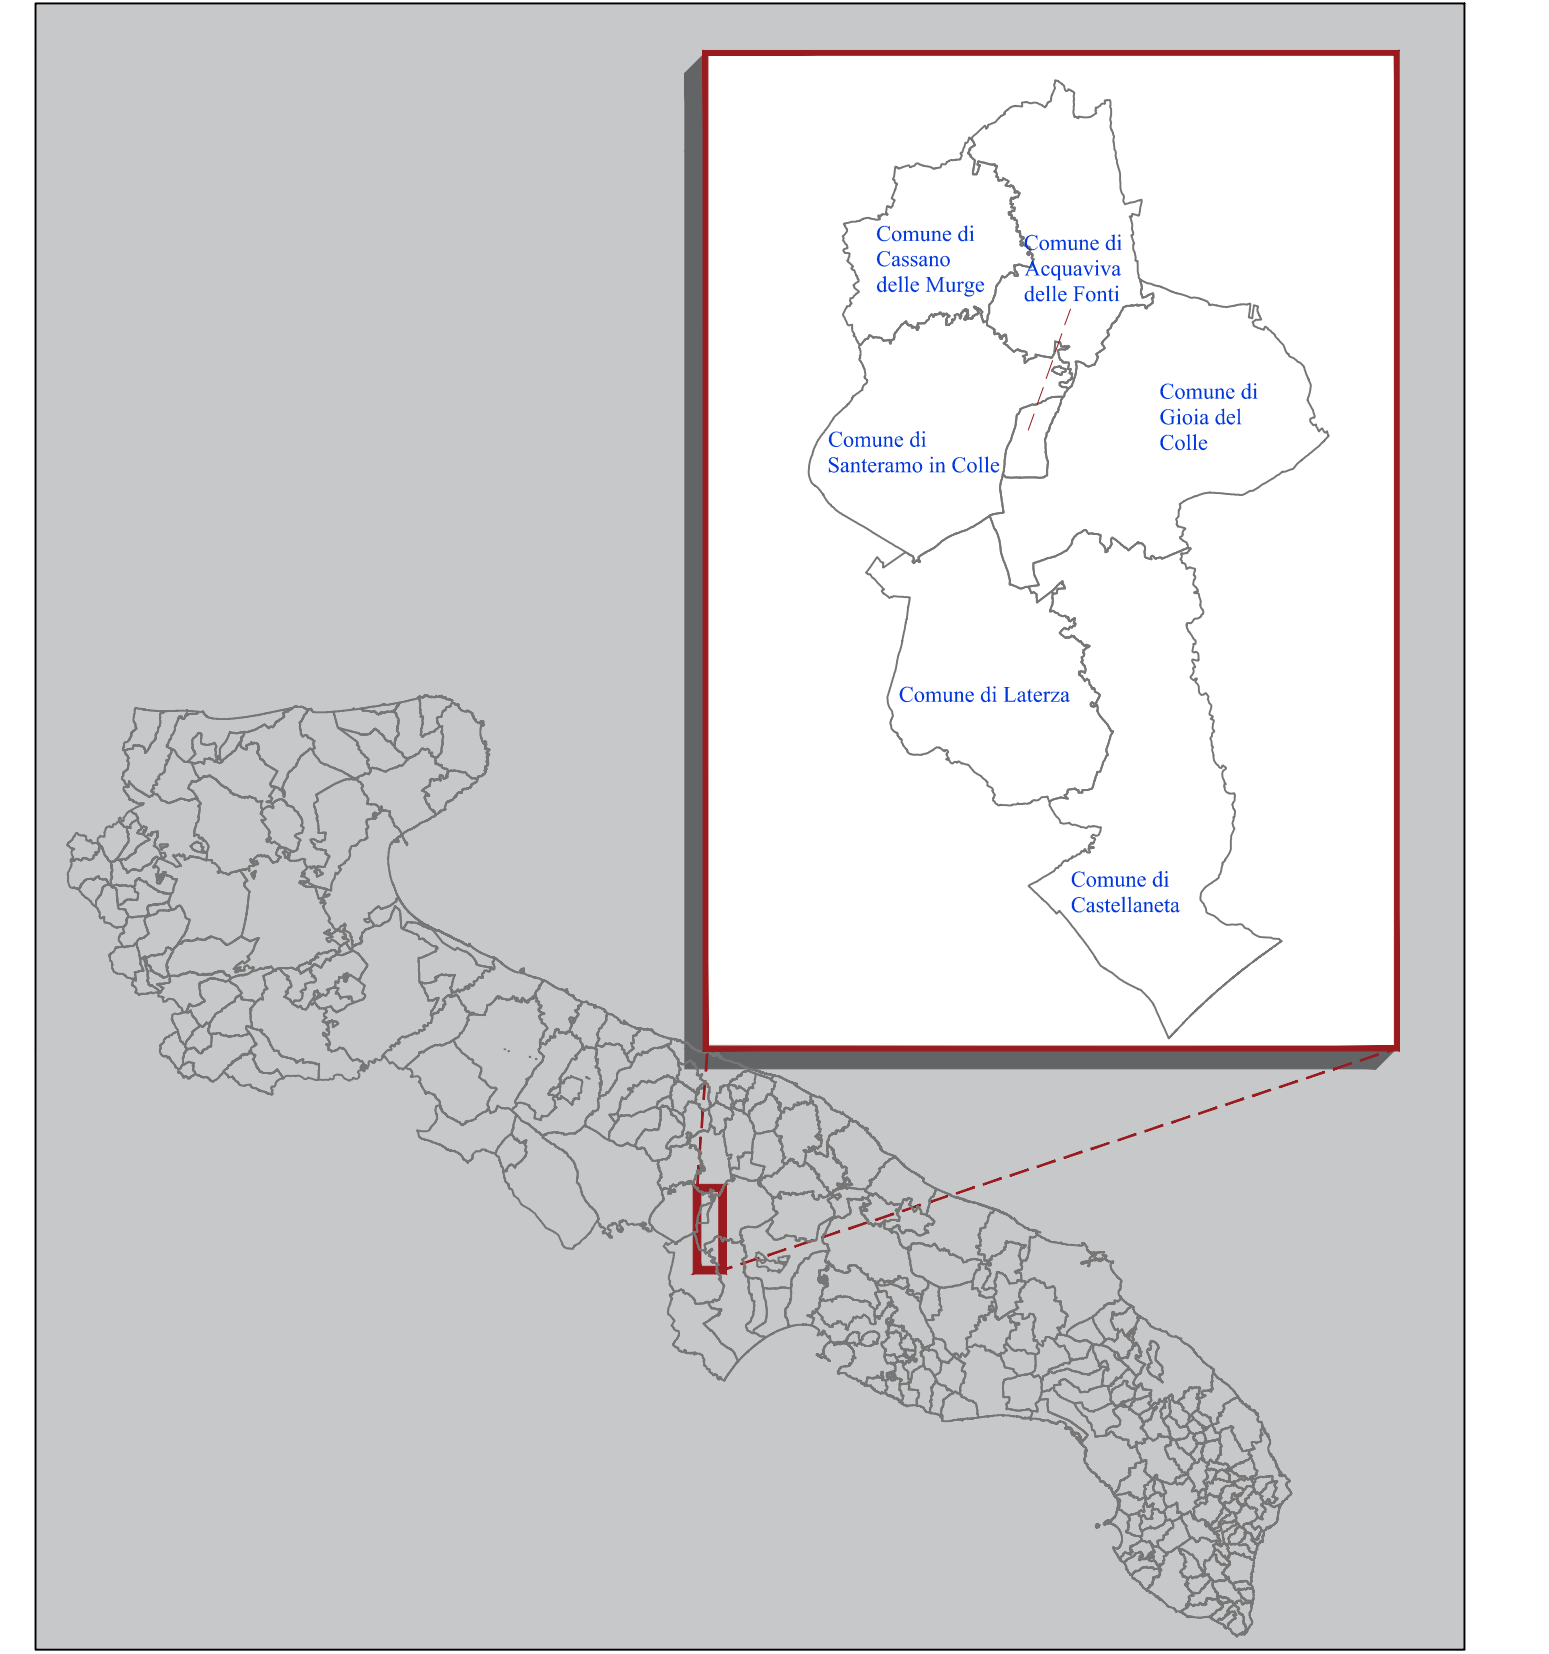 Comune di
Cassano
delle Murge
Comune di
Acquaviva
delle Fonti
Comune di
Gioia del
Colle
Comune di
Santeramo in Colle
Comune di Laterza
Comune di
Castellaneta